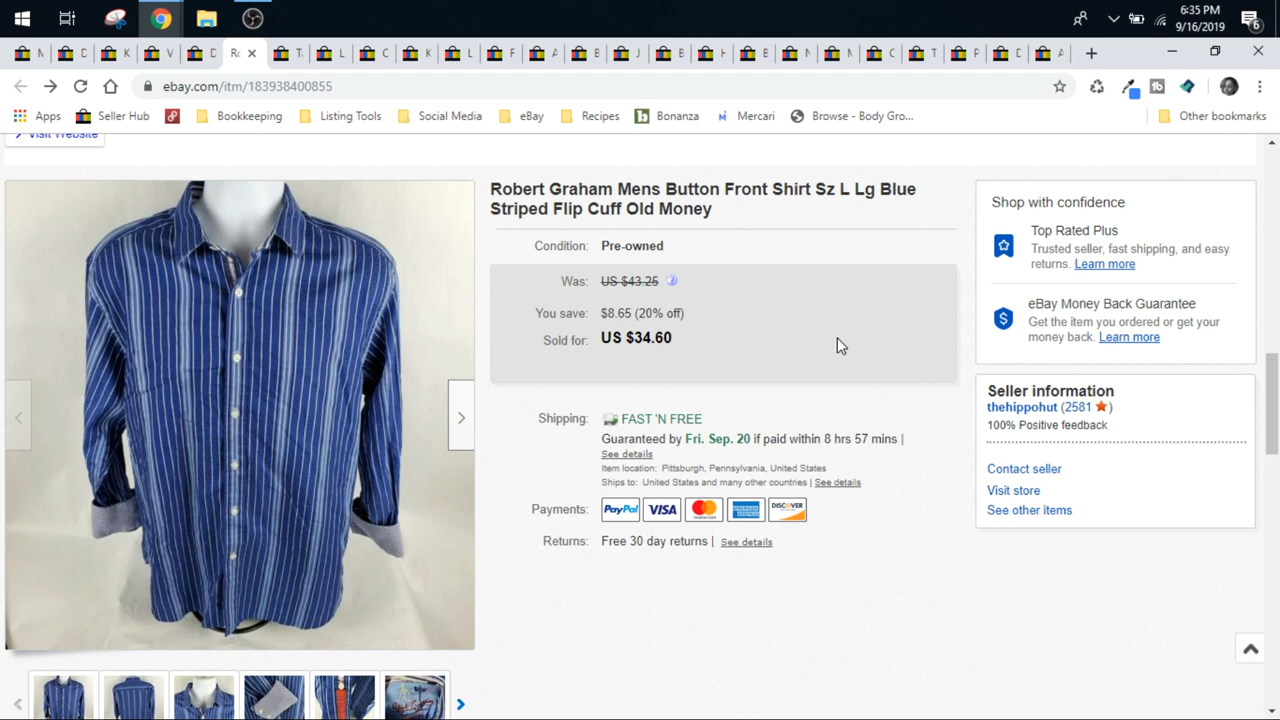 6:35 PM
9/16/2019
6
ebay.com/itm/183938400855
Apps
Seller Hub
Bookkeeping
Listing Tools
Social Media
eBay
Recipes
Bonanza
Mercari
Browse - Body Gro...
Other bookmarks
Visit Website
Robert Graham Mens Button Front Shirt Sz L Lg Blue
Striped Flip Cuff Old Money
Condition: Pre-owned
Was: US $43.25
You save: $8.65 (20% off)
Sold for: US $34.60
Shipping: FAST 'N FREE
Guaranteed by Fri. Sep. 20 if paid within 8 hrs 57 mins |
See details
Item location: Pittsburgh, Pennsylvania, United States
Ships to: United States and many other countries | See details
Payments: PayPal VISA MasterCard AMERICAN EXPRESS DISCOVER
Returns: Free 30 day returns | See details
Shop with confidence
Top Rated Plus
Trusted seller, fast shipping, and easy
returns. Learn more
eBay Money Back Guarantee
Get the item you ordered or get your
money back. Learn more
Seller information
thehippohut (2581)
100% Positive feedback
Contact seller
Visit store
See other items